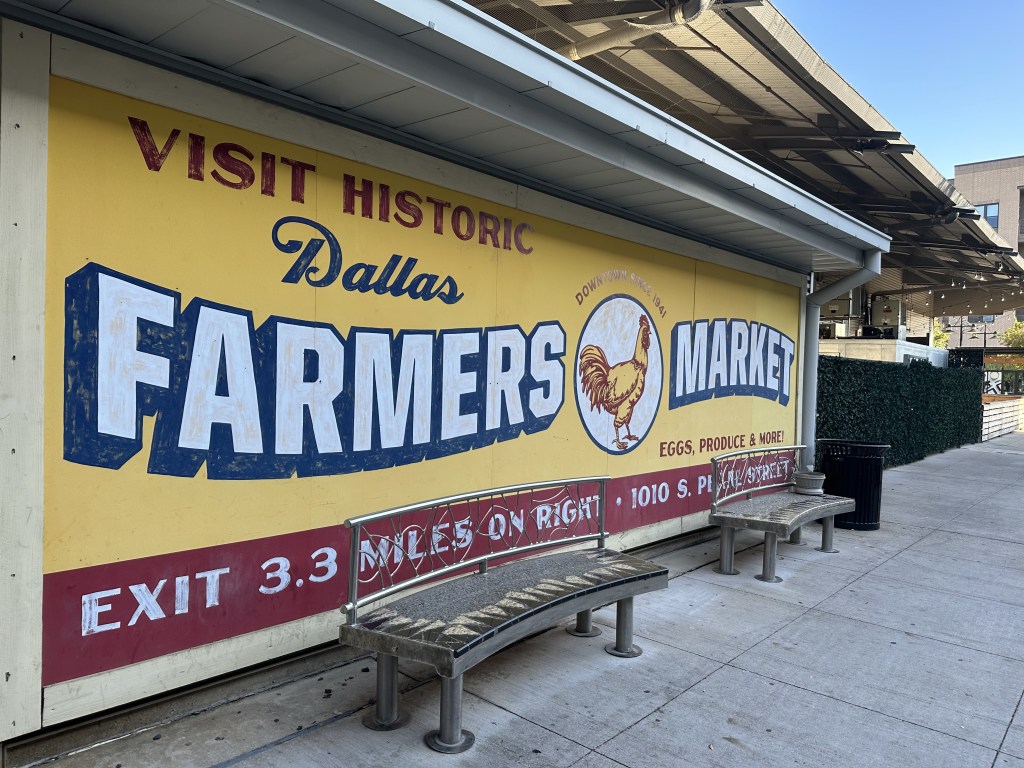 VISIT HISTORIC
Dallas
FARMERS
DOWNTOWN SINCE 1941
MARKET
EGGS, PRODUCE & MORE!
EXIT 3.3 MILES ON RIGHT • 1010 S. STREET